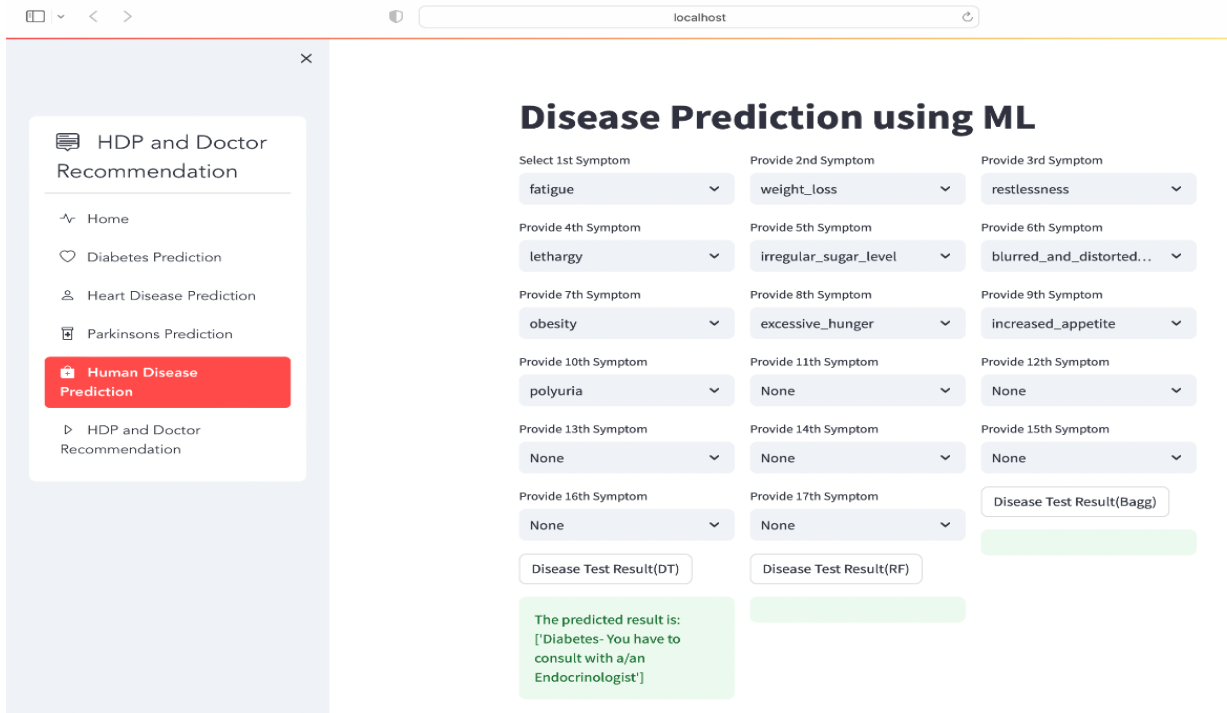 localhost
HDP and Doctor
Recommendation
Home
Diabetes Prediction
Heart Disease Prediction
Parkinsons Prediction
Human Disease
Prediction
HDP and Doctor
Recommendation
Disease Prediction using ML
Select 1st Symptom Provide 2nd Symptom Provide 3rd Symptom
fatigue weight_loss restlessness
Provide 4th Symptom Provide 5th Symptom Provide 6th Symptom
lethargy irregular_sugar_level blurred_and_distorted...
Provide 7th Symptom Provide 8th Symptom Provide 9th Symptom
obesity excessive_hunger increased_appetite
Provide 10th Symptom Provide 11th Symptom Provide 12th Symptom
polyuria None None
Provide 13th Symptom Provide 14th Symptom Provide 15th Symptom
None None None
Provide 16th Symptom Provide 17th Symptom
Disease Test Result(Bagg)
None None
Disease Test Result(DT) Disease Test Result(RF)
The predicted result is:
['Diabetes- You have to
consult with a/an
Endocrinologist']